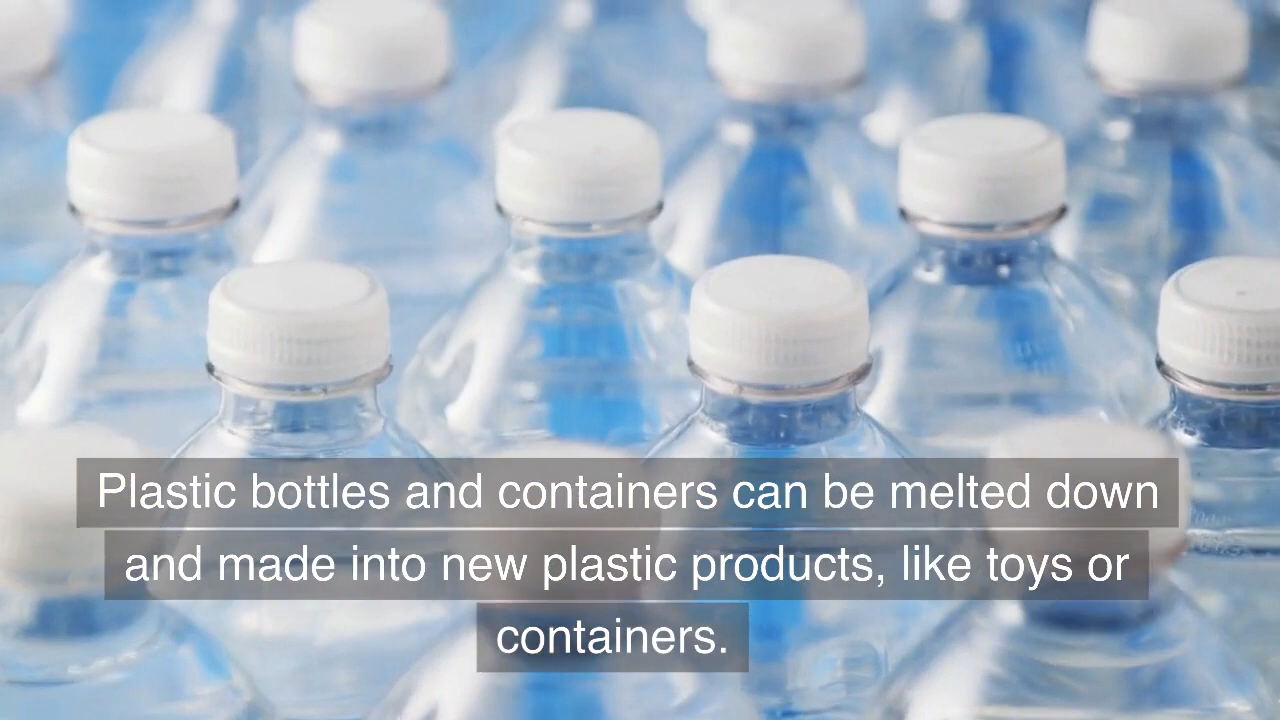 Plastic bottles and containers can be melted down
and made into new plastic products, like toys or
containers.